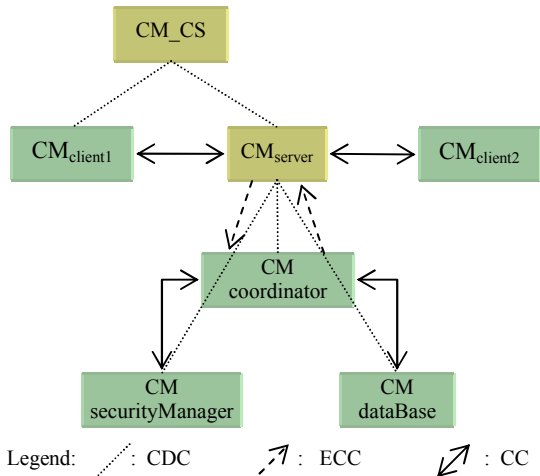 CM_CS
CMclient1
CMserver
CMclient2
CM
coordinator
CM
securityManager
CM
dataBase
Legend: : CDC : ECC : CC